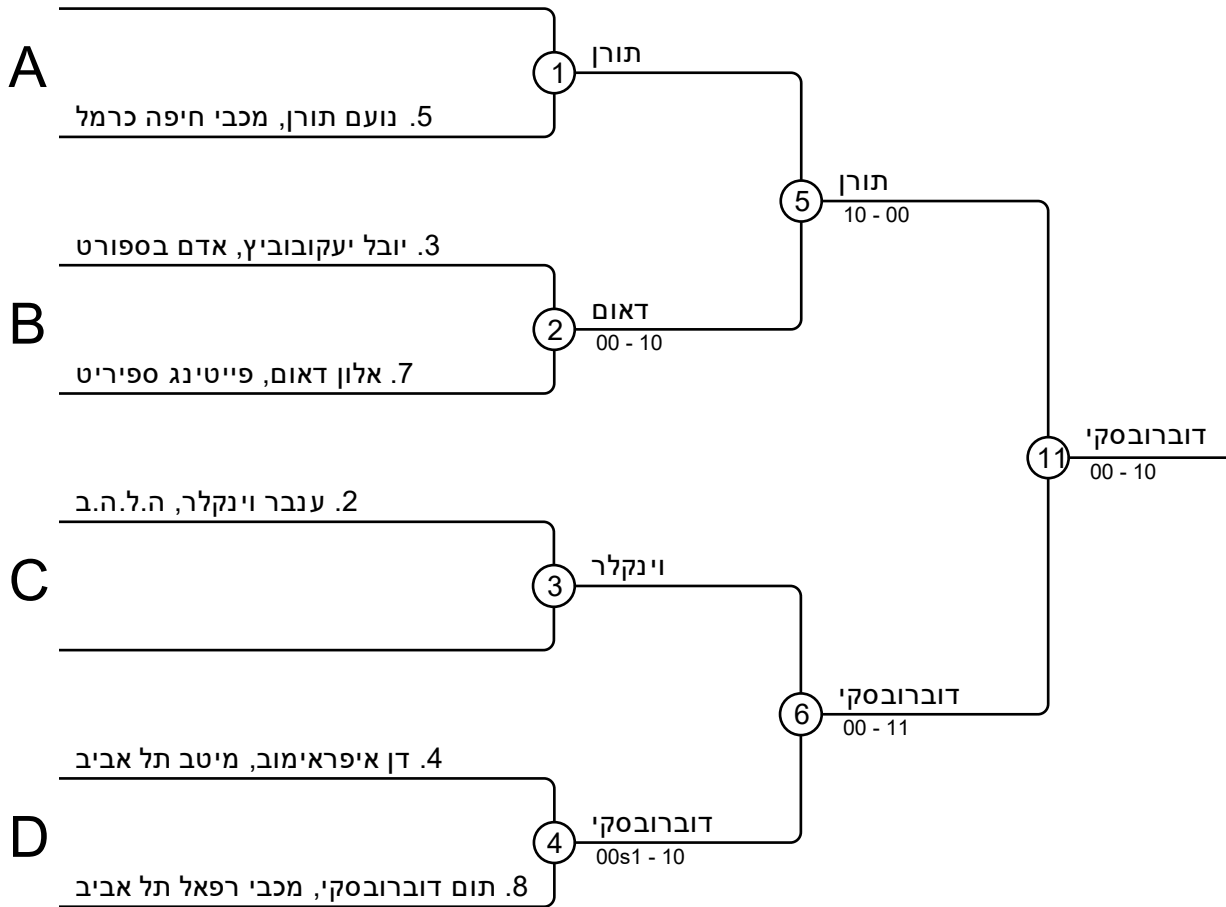 A
1
תורן
5. נועם תורן, מכבי חיפה כרמל
5
תורן
10 - 00
3. יובל יעקובוביץ, אדם בספורט
B
2
דאום
00 - 10
7. אלון דאום, פייטינג ספיריט
11
דוברובסקי
00 - 10
2. ענבר וינקלר, ה.ל.ה.ב
C
3
וינקלר
6
דוברובסקי
00 - 11
4. דן איפראימוב, מיטב תל אביב
D
4
דוברובסקי
00s1 - 10
8. תום דוברובסקי, מכבי רפאל תל אביב